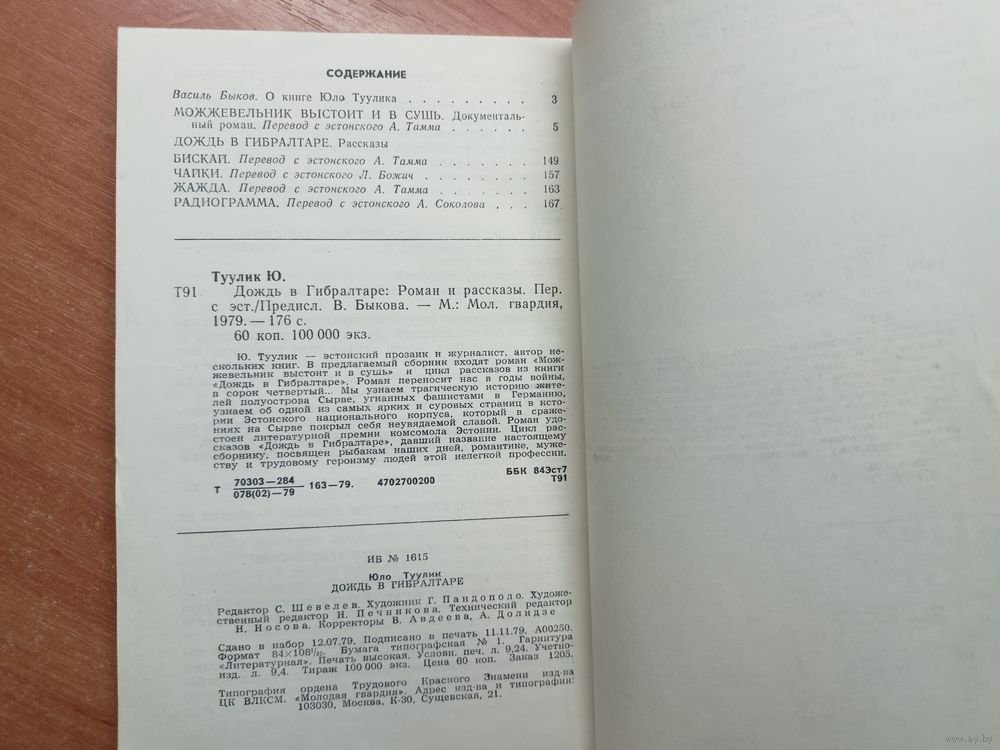 СОДЕРЖАНИЕ
Василь Быков. О книге Юло Туулика . . . . . . . . . 3
МОЖЖЕВЕЛЬНИК ВЫСТОИТ И В СУШЬ. Документаль-
ный роман. Перевод с эстонского А. Тамма . . . . . . 5
ДОЖДЬ В ГИБРАЛТАРЕ. Рассказы
БИСКАЙ. Перевод с эстонского А. Тамма . . . . . . . 149
ЧАЙКИ. Перевод с эстонского Л. Божич . . . . . . . . 157
ЖАЖДА. Перевод с эстонского А. Тамма . . . . . . . 163
РАДИОГРАММА. Перевод с эстонского А. Соколова . . . 167
Туулик Ю.
Т91 Дождь в Гибралтаре: Роман и рассказы. Пер.
с эст./Предисл. В. Быкова. — М.: Мол. гвардия,
1979. — 176 с.
60 коп. 100 000 экз.
Ю. Туулик — эстонский прозаик и журналист, автор не-
скольких книг. В предлагаемый сборник входят роман «Мож-
жевельник выстоит и в сушь» и цикл рассказов из книги
«Дождь в Гибралтаре». Роман переносит нас в годы войны,
в сорок четвертый... Мы узнаем трагическую историю жите-
лей полуострова Сырве, угнанных фашистами в Германию,
узнаем об одной из самых ярких и суровых страниц в исто-
рии Эстонского национального корпуса, который в сраже-
ниях на Сырве покрыл себя неувядаемой славой. Роман удо-
стоен литературной премии комсомола Эстонии. Цикл рас-
сказов «Дождь в Гибралтаре», давший название настоящему
сборнику, посвящен рыбакам наших дней, романтике, муже-
ству и трудовому героизму людей этой нелегкой профессии.
Т 70303—284 163—79. 4702700200 ББК 84Эст7
078(02)—79 Т91
ИВ № 1615
Юло Туулик
ДОЖДЬ В ГИБРАЛТАРЕ
Редактор С. Шевелев. Художник Г. Пандополо. Художе-
ственный редактор Н. Печникова. Технический редактор
Н. Носова. Корректоры В. Авдеева, А. Долидзе
Сдано в набор 12.07.79. Подписано в печать 11.11.79. А00250.
Формат 84×108¹/₃₂. Бумага типографская № 1. Гарнитура
«Литературная». Печать высокая. Условн. печ. л. 9,24. Учетно-
изд. л. 9,4. Тираж 100 000 экз. Цена 60 коп. Заказ 1205.
Типография ордена Трудового Красного Знамени изд-ва
ЦК ВЛКСМ. «Молодая гвардия». Адрес изд-ва и типографии:
103030, Москва, К-30, Сущевская, 21.
www.ay.by